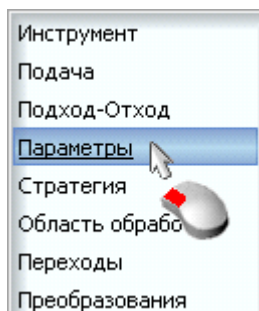 Инструмент
Подача
Подход-Отход
Параметры
Стратегия
Область обрабо
Переходы
Преобразования